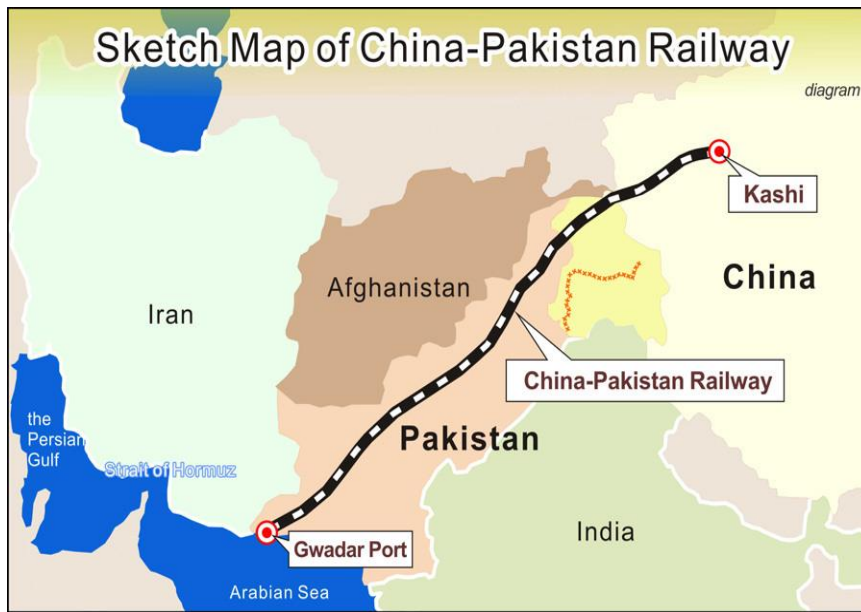 Sketch Map of China-Pakistan Railway
diagram
Kashi
China
Afghanistan
Iran
China-Pakistan Railway
the
Persian
Gulf
Pakistan
Strait of Hormuz
India
Gwadar Port
Arabian Sea